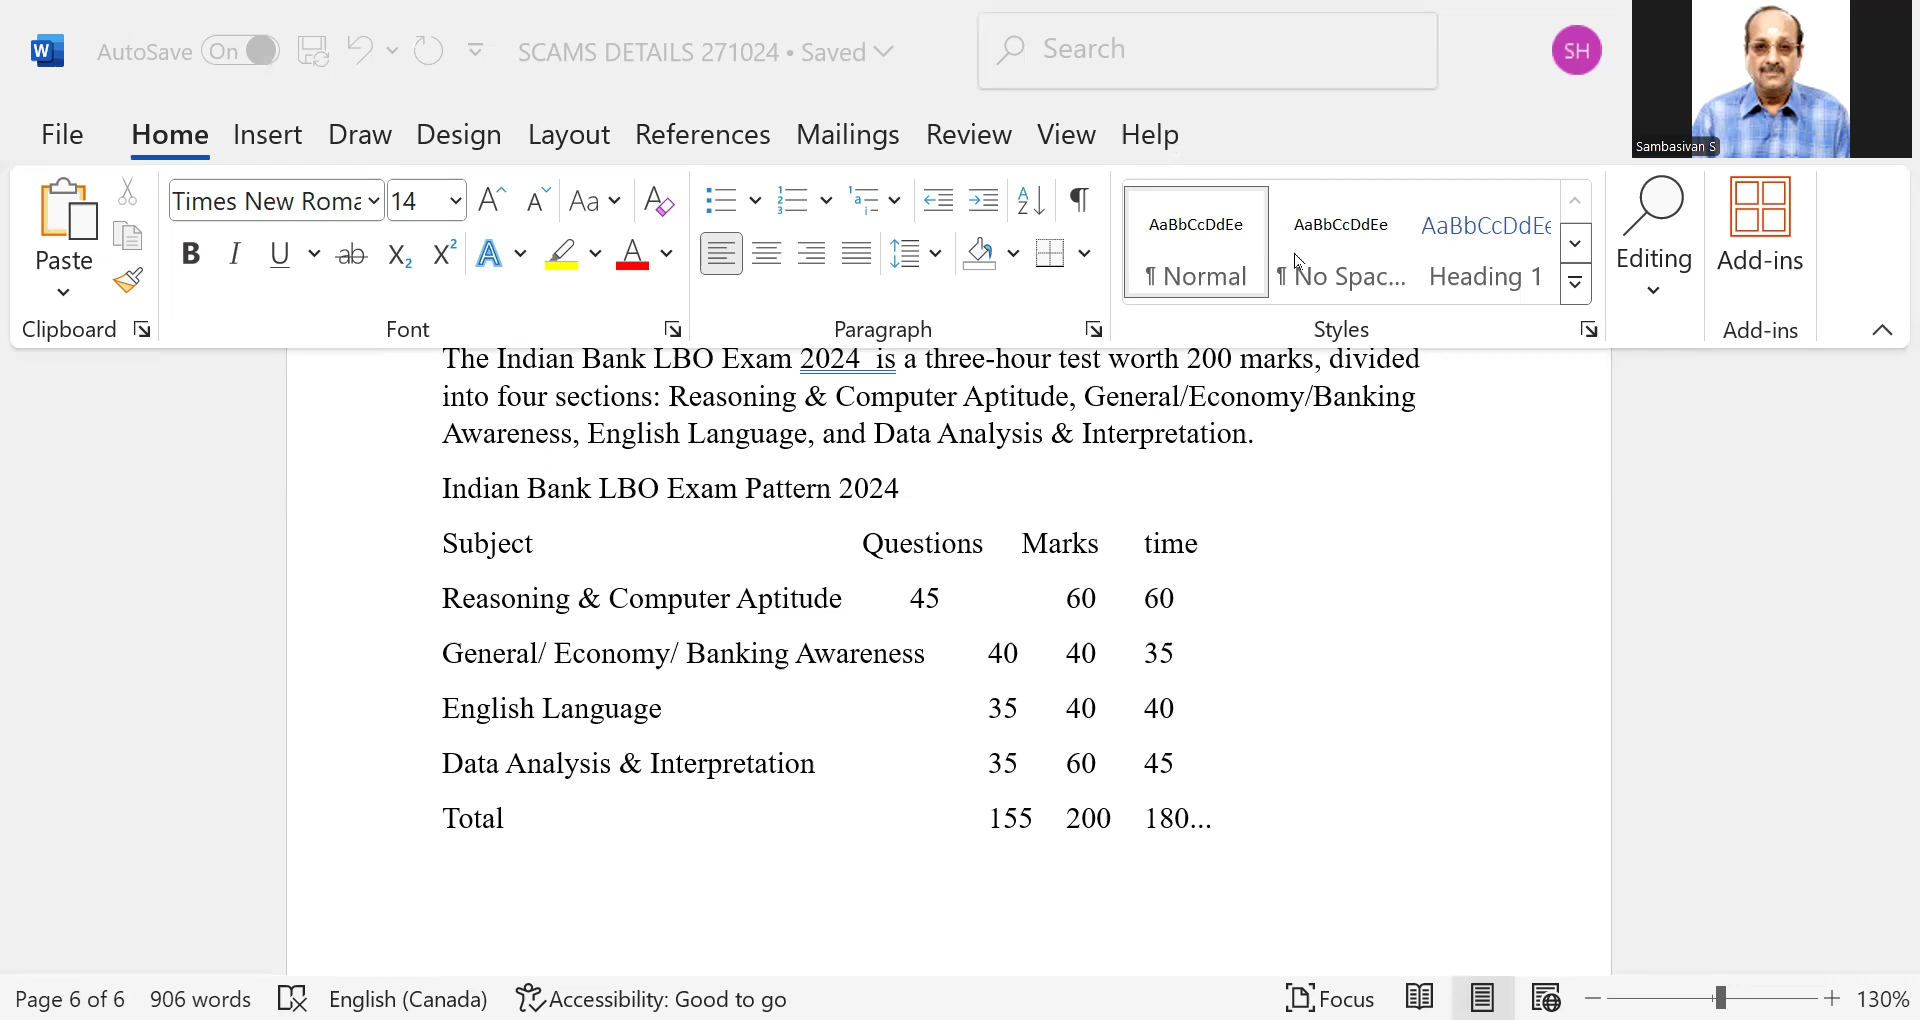 AutoSave On SCAMS DETAILS 271024 • Saved Search SH
Sambasivan S
File Home Insert Draw Design Layout References Mailings Review View Help
Paste
Clipboard
Times New Roma 14
Aa
B I U ab X₂ X² A A
Font
Paragraph
AaBbCcDdEe AaBbCcDdEe AaBbCcDdEe
¶ Normal ¶ No Spac... Heading 1
Styles
Editing
Add-ins
Add-ins
The Indian Bank LBO Exam 2024 is a three-hour test worth 200 marks, divided
into four sections: Reasoning & Computer Aptitude, General/Economy/Banking
Awareness, English Language, and Data Analysis & Interpretation.
Indian Bank LBO Exam Pattern 2024
Subject Questions Marks time
Reasoning & Computer Aptitude 45 60 60
General/ Economy/ Banking Awareness 40 40 35
English Language 35 40 40
Data Analysis & Interpretation 35 60 45
Total 155 200 180...
Page 6 of 6 906 words English (Canada) Accessibility: Good to go Focus 130%